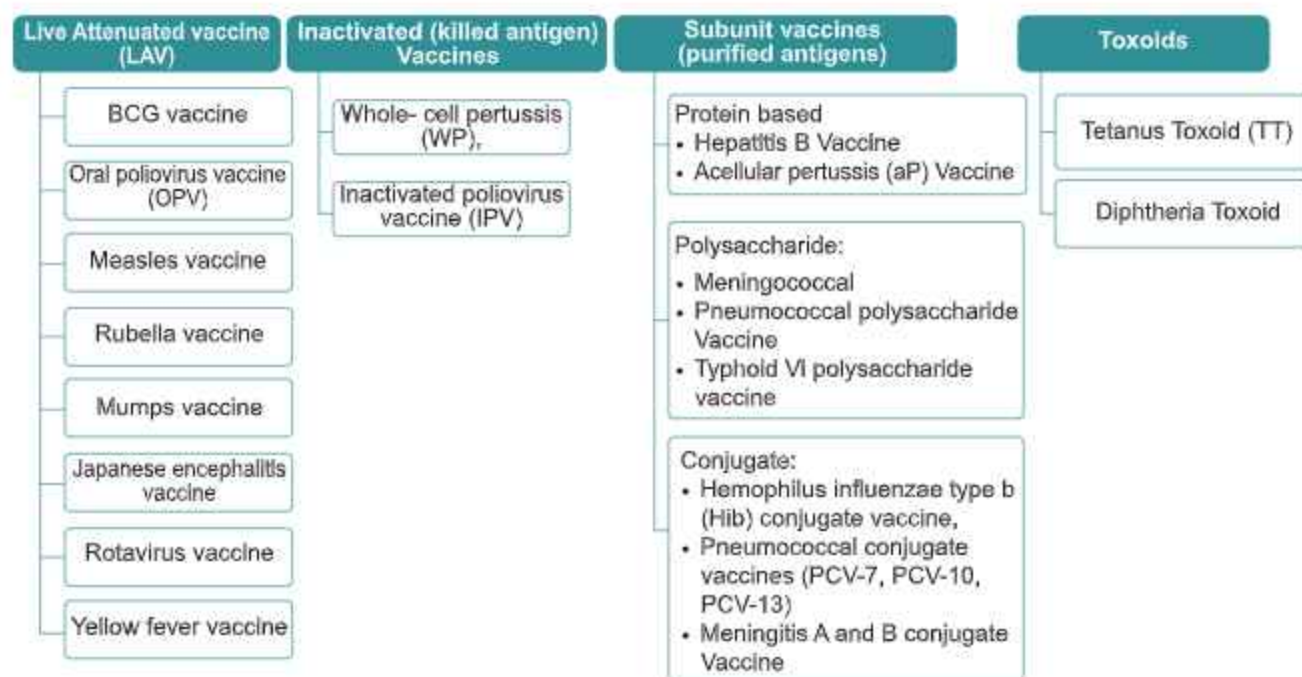 Live Attenuated vaccine
(LAV)
BCG vaccine
Oral poliovirus vaccine
(OPV)
Measles vaccine
Rubella vaccine
Mumps vaccine
Japanese encephalitis
vaccine
Rotavirus vaccine
Yellow fever vaccine
Inactivated (killed antigen)
Vaccines
Whole- cell pertussis
(WP),
Inactivated poliovirus
vaccine (IPV)
Subunit vaccines
(purified antigens)
Protein based
• Hepatitis B Vaccine
• Acellular pertussis (aP) Vaccine
Polysaccharide:
• Meningococcal
• Pneumococcal polysaccharide
Vaccine
• Typhoid VI polysaccharide
vaccine
Conjugate:
• Hemophilus influenzae type b
(Hib) conjugate vaccine,
• Pneumococcal conjugate
vaccines (PCV-7, PCV-10,
PCV-13)
• Meningitis A and B conjugate
Vaccine
Toxoids
Tetanus Toxoid (TT)
Diphtheria Toxoid